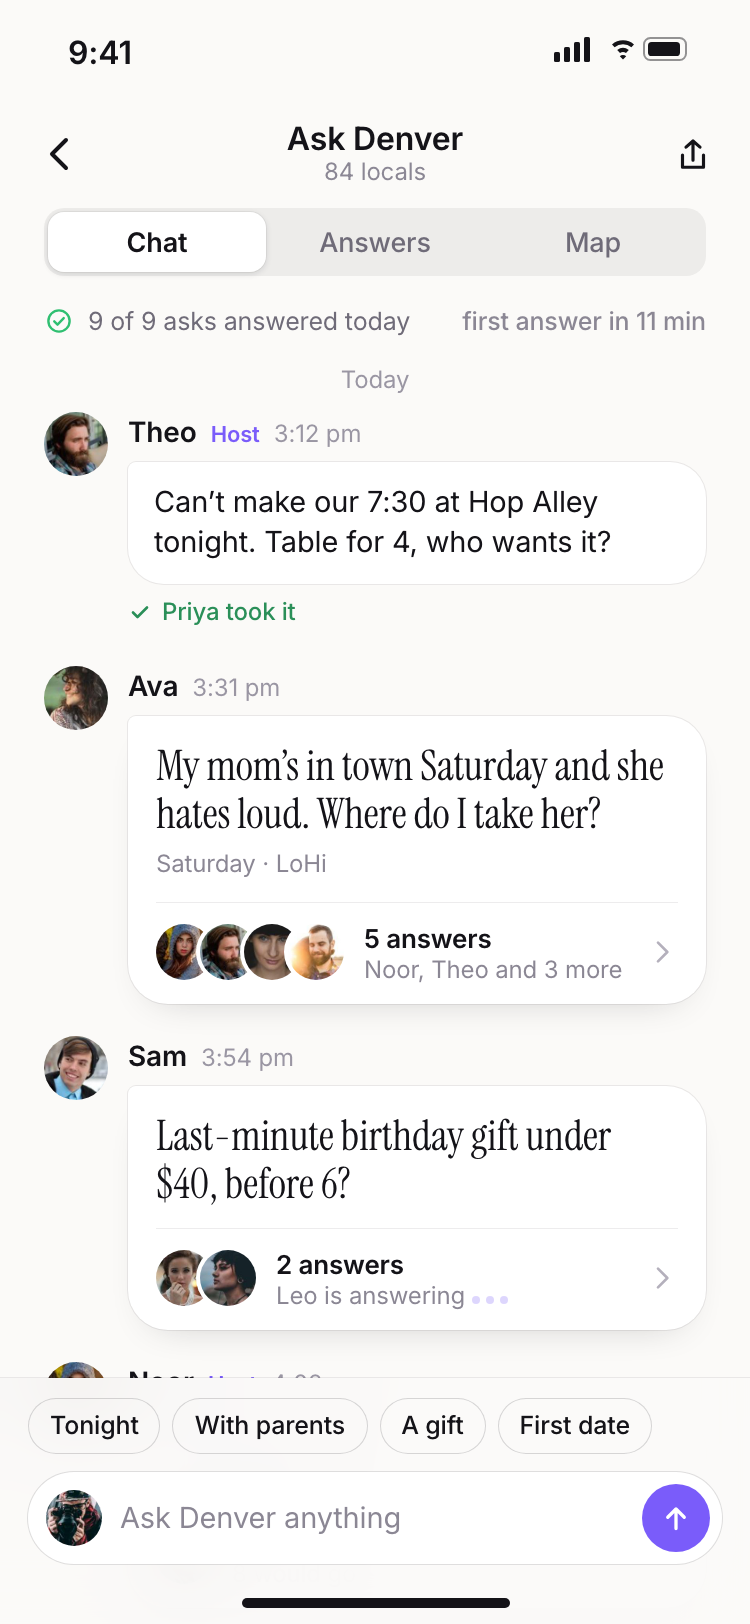 9:41
Ask Denver
84 locals
Chat
Answers
Map
9 of 9 asks answered today
first answer in 11 min
Today
Theo Host 3:12 pm
Can’t make our 7:30 at Hop Alley
tonight. Table for 4, who wants it?
Priya took it
Ava 3:31 pm
My mom’s in town Saturday and she
hates loud. Where do I take her?
Saturday · LoHi
5 answers
Noor, Theo and 3 more
Sam 3:54 pm
Last-minute birthday gift under
$40, before 6?
2 answers
Leo is answering
Noor Host
Tonight
With parents
A gift
First date
Ask Denver anything